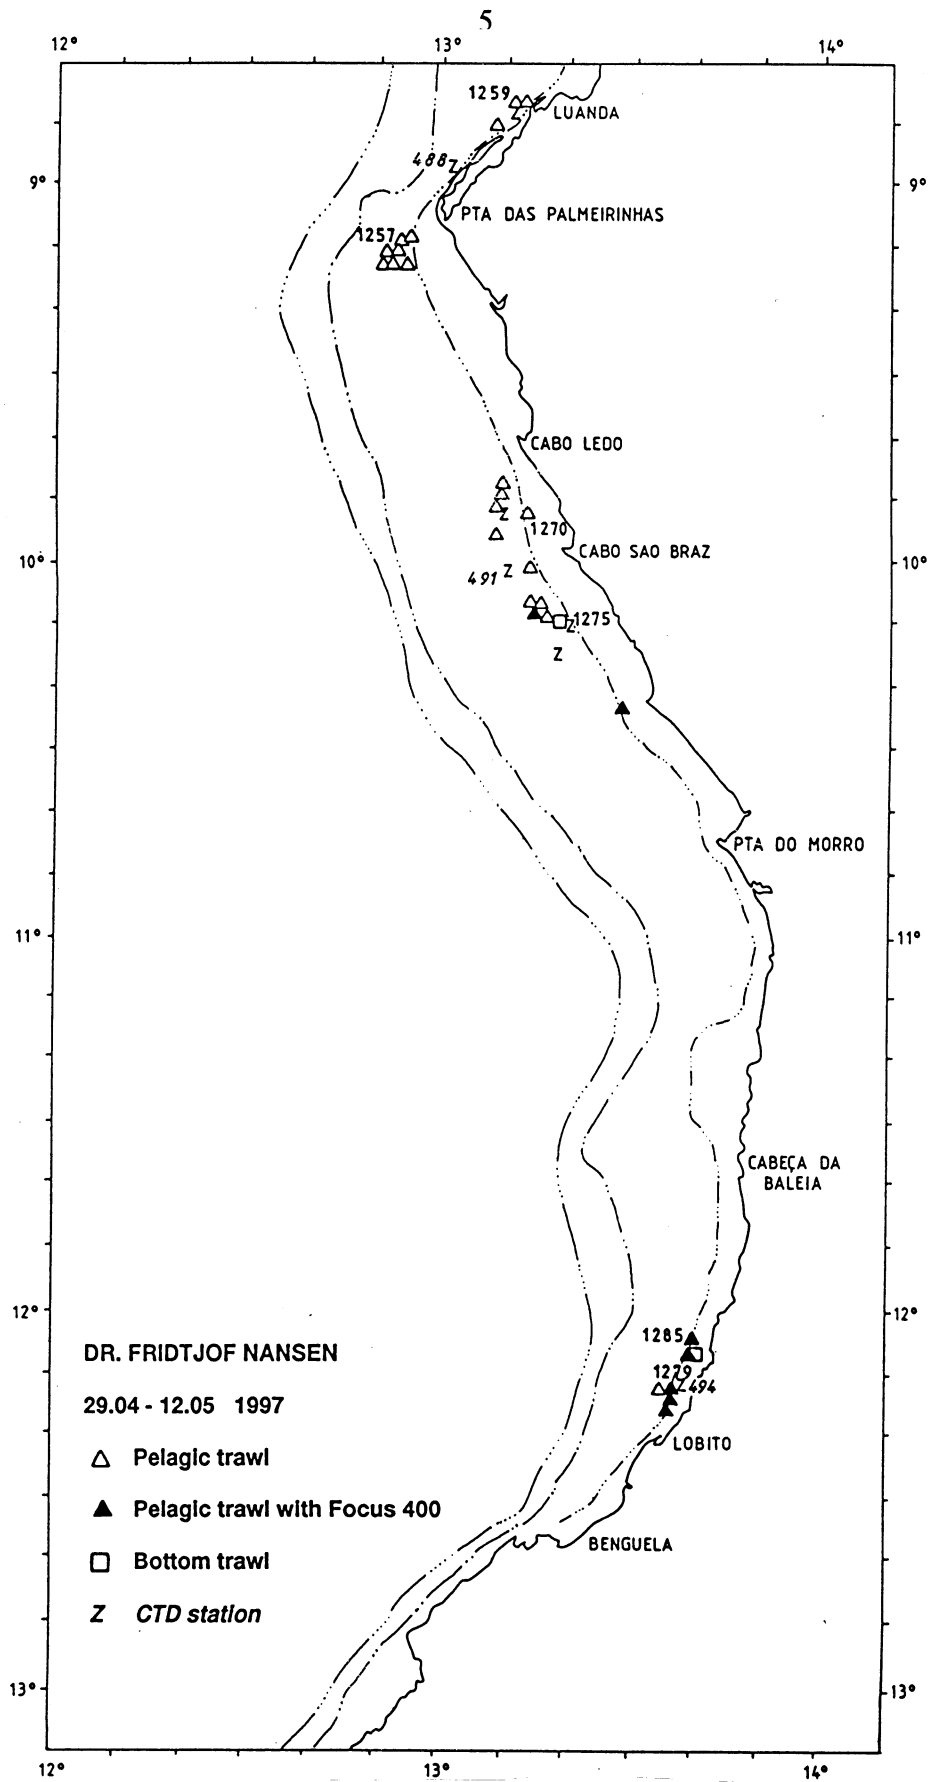 5
12° 13° 14°
1259
LUANDA
488 Z
9° 9°
PTA DAS PALMEIRINHAS
1257
CABO LEDO
Z
1270
CABO SAO BRAZ
10° 10°
491 Z
Z 1275
Z
PTA DO MORRO
11° 11°
CABEÇA DA
BALEIA
12° 12°
1285
1279
Z 494
LOBITO
BENGUELA
DR. FRIDTJOF NANSEN
29.04 - 12.05 1997
Pelagic trawl
Pelagic trawl with Focus 400
Bottom trawl
Z CTD station
13° 13°
12° 13° 14°